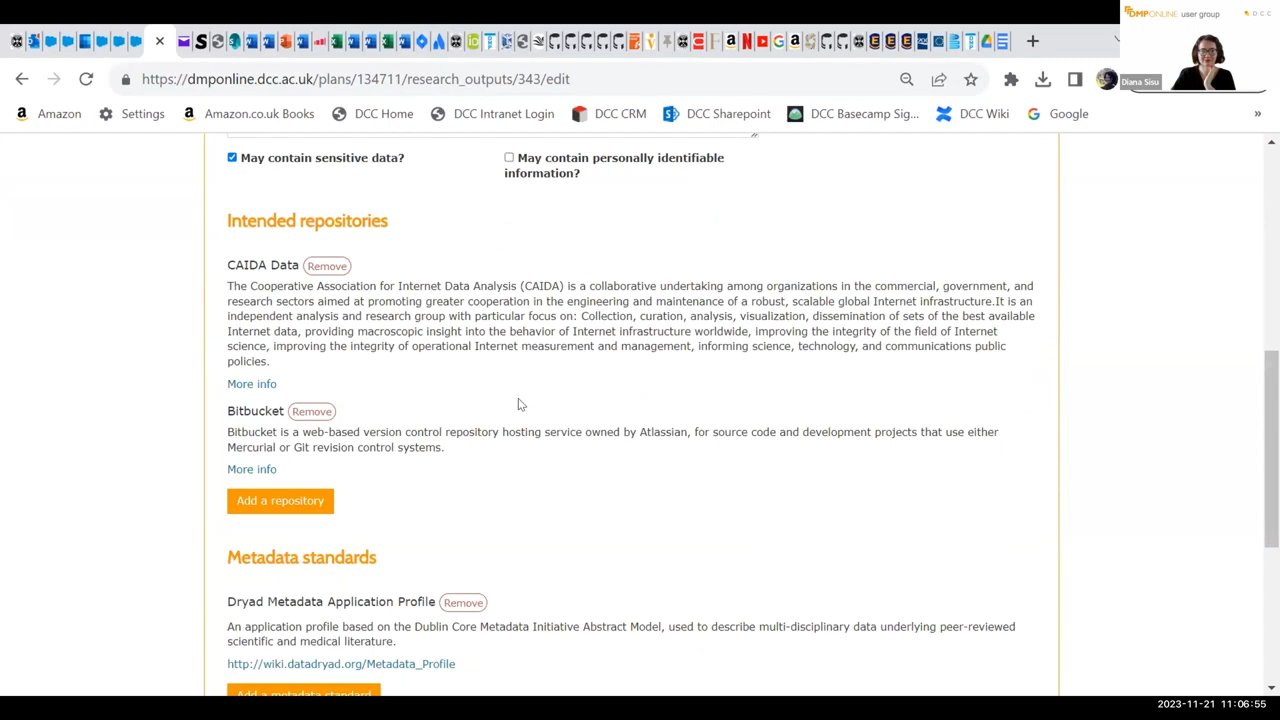 DMPONLINE user group
DCC
https://dmponline.dcc.ac.uk/plans/134711/research_outputs/343/edit
Diana Sisu
Amazon
Settings
Amazon.co.uk Books
DCC Home
DCC Intranet Login
DCC CRM
DCC Sharepoint
DCC Basecamp Sig...
DCC Wiki
Google
»
May contain sensitive data?
May contain personally identifiable
information?
Intended repositories
CAIDA Data Remove
The Cooperative Association for Internet Data Analysis (CAIDA) is a collaborative undertaking among organizations in the commercial, government, and
research sectors aimed at promoting greater cooperation in the engineering and maintenance of a robust, scalable global Internet infrastructure.It is an
independent analysis and research group with particular focus on: Collection, curation, analysis, visualization, dissemination of sets of the best available
Internet data, providing macroscopic insight into the behavior of Internet infrastructure worldwide, improving the integrity of the field of Internet
science, improving the integrity of operational Internet measurement and management, informing science, technology, and communications public
policies.
More info
Bitbucket Remove
Bitbucket is a web-based version control repository hosting service owned by Atlassian, for source code and development projects that use either
Mercurial or Git revision control systems.
More info
Add a repository
Metadata standards
Dryad Metadata Application Profile Remove
An application profile based on the Dublin Core Metadata Initiative Abstract Model, used to describe multi-disciplinary data underlying peer-reviewed
scientific and medical literature.
http://wiki.datadryad.org/Metadata_Profile
Add a metadata standard
2023-11-21 11:06:55